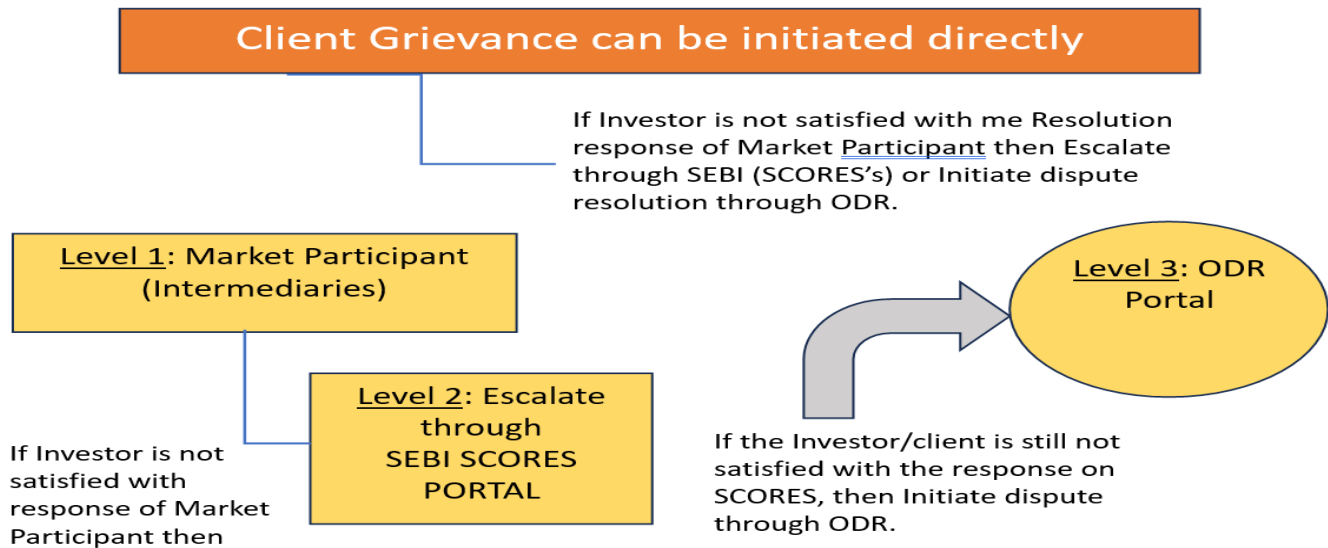 Client Grievance can be initiated directly
If Investor is not satisfied with me Resolution
response of Market Participant then Escalate
through SEBI (SCORES's) or Initiate dispute
resolution through ODR.
Level 1: Market Participant
(Intermediaries)
Level 2: Escalate
through
SEBI SCORES
PORTAL
If Investor is not
satisfied with
response of Market
Participant then
Level 3: ODR
Portal
If the Investor/client is still not
satisfied with the response on
SCORES, then Initiate dispute
through ODR.